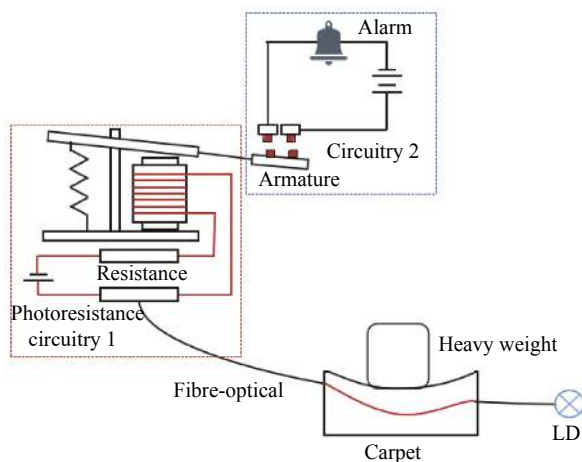 Alarm
Circuitry 2
Armature
Resistance
Photoresistance
circuitry 1
Heavy weight
Fibre-optical
LD
Carpet